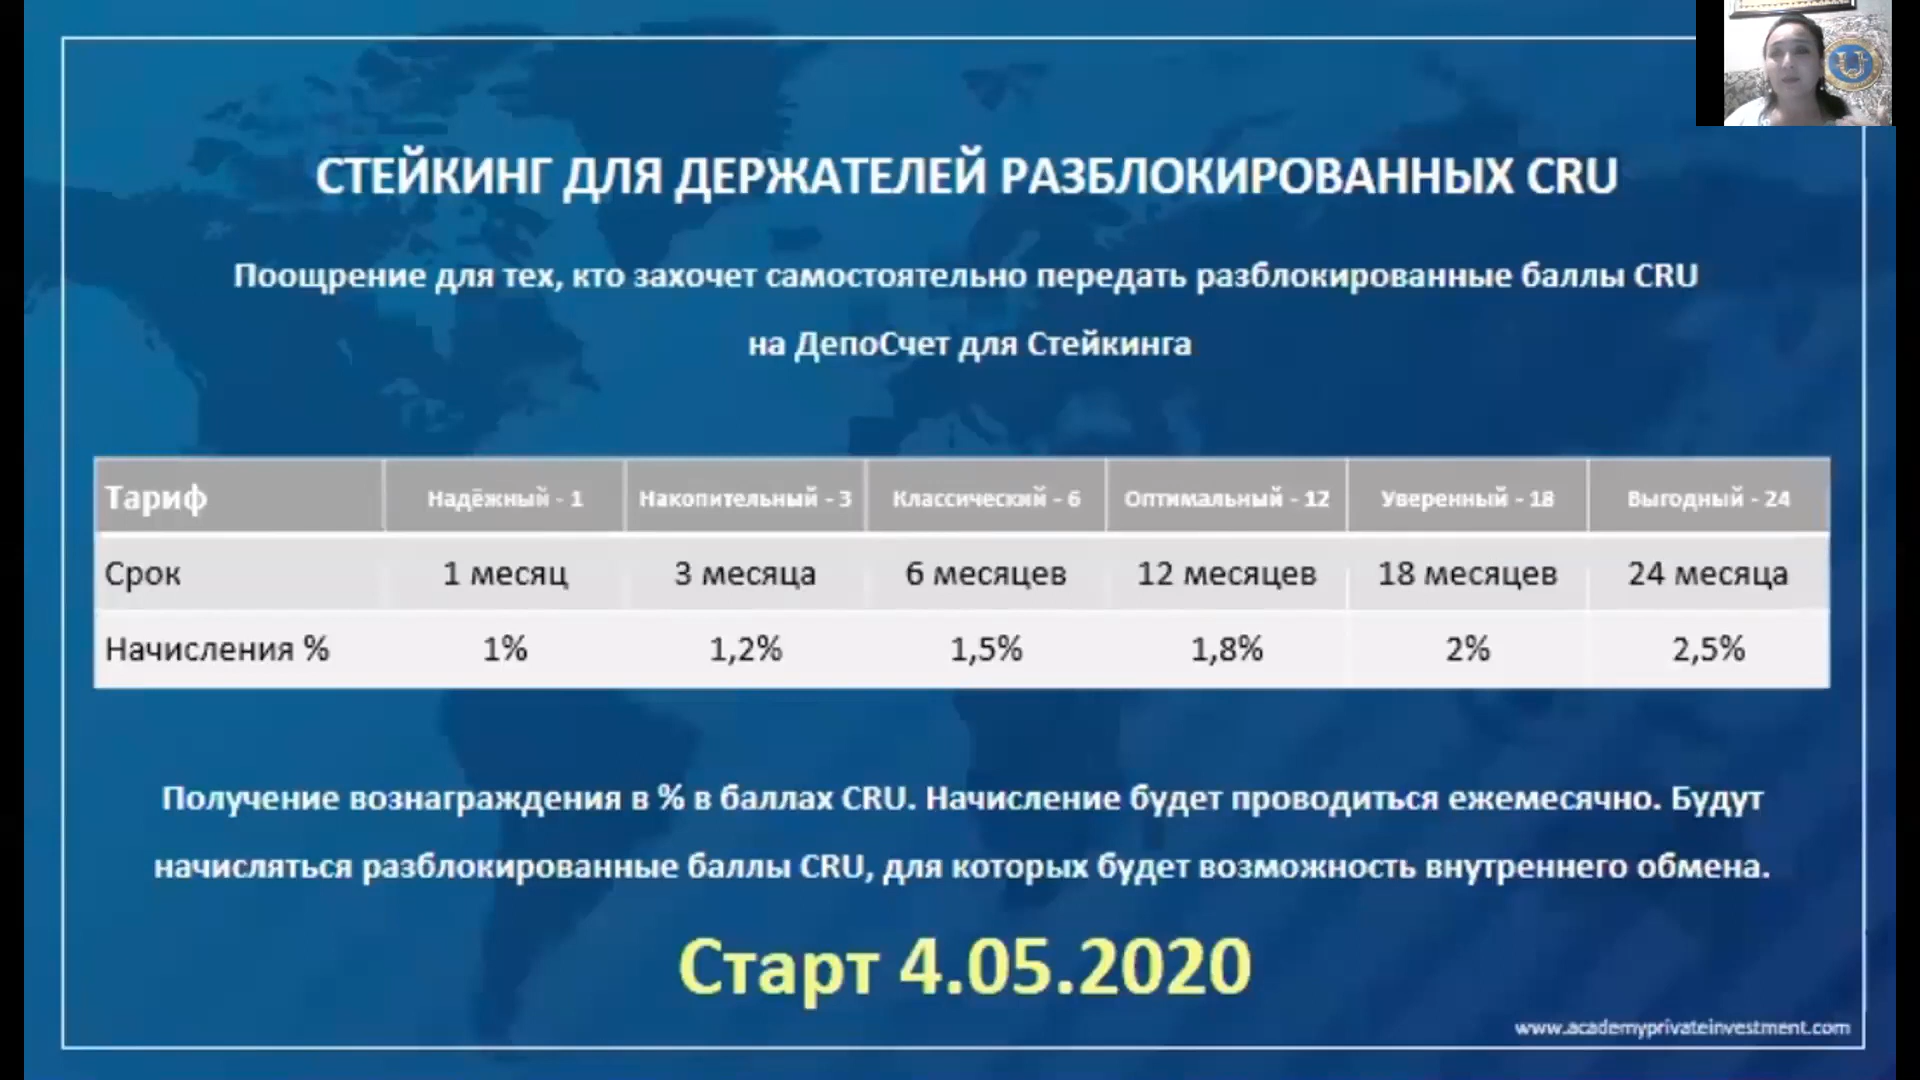 СТЕЙКИНГ ДЛЯ ДЕРЖАТЕЛЕЙ РАЗБЛОКИРОВАННЫХ CRU
Поощрение для тех, кто захочет самостоятельно передать разблокированные баллы CRU
на ДепоСчет для Стейкинга
Тариф Надёжный - 1 Накопительный - 3 Классический - 6 Оптимальный - 12 Уверенный - 18 Выгодный - 24
Срок 1 месяц 3 месяца 6 месяцев 12 месяцев 18 месяцев 24 месяца
Начисления % 1% 1,2% 1,5% 1,8% 2% 2,5%
Получение вознаграждения в % в баллах CRU. Начисление будет проводиться ежемесячно. Будут
начисляться разблокированные баллы CRU, для которых будет возможность внутреннего обмена.
Старт 4.05.2020
www.academyprivateinvestment.com